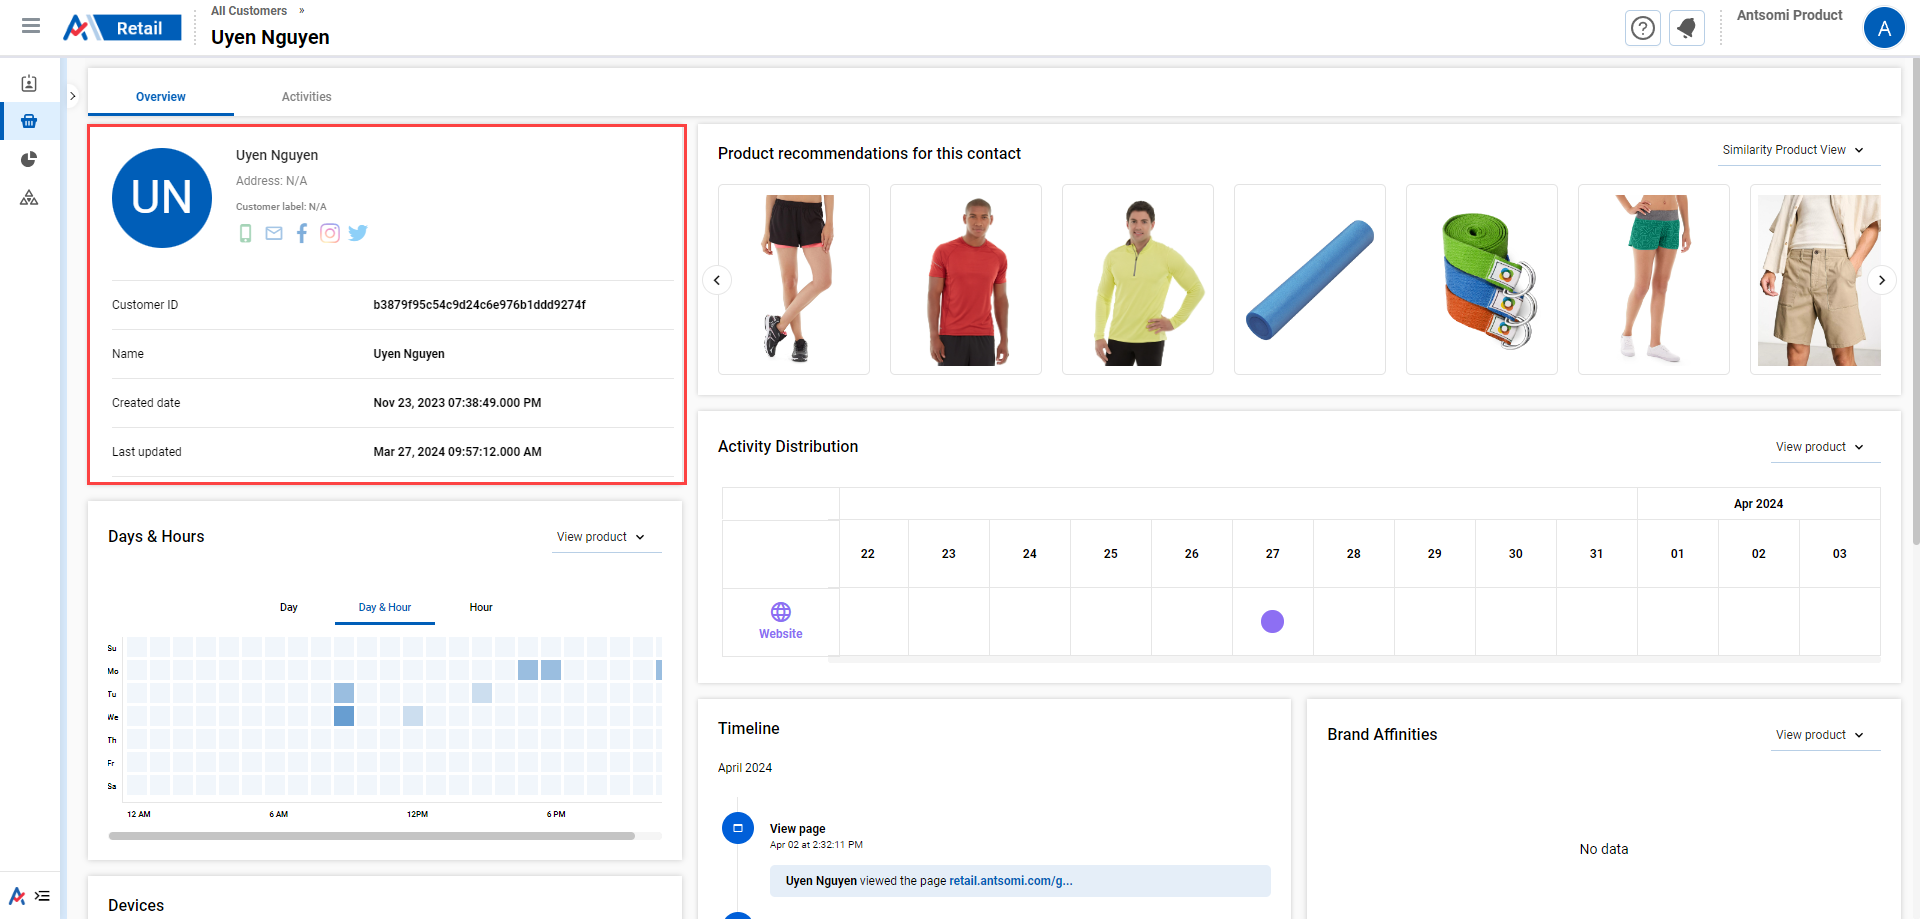 All Customers »
Retail
Uyen Nguyen
Antsomi Product
A
Overview
Activities
UN
Uyen Nguyen
Address: N/A
Customer label: N/A
Customer ID
b3879f95c54c9d24c6e976b1ddd9274f
Name
Uyen Nguyen
Created date
Nov 23, 2023 07:38:49.000 PM
Last updated
Mar 27, 2024 09:57:12.000 AM
Product recommendations for this contact
Similarity Product View
Activity Distribution
View product
Apr 2024
22 23 24 25 26 27 28 29 30 31 01 02 03
Website
Days & Hours
View product
Day
Day & Hour
Hour
Su
Mo
Tu
We
Th
Fr
Sa
12 AM 6 AM 12PM 6 PM
Devices
Timeline
April 2024
View page
Apr 02 at 2:32:11 PM
Uyen Nguyen viewed the page retail.antsomi.com/g...
Brand Affinities
View product
No data